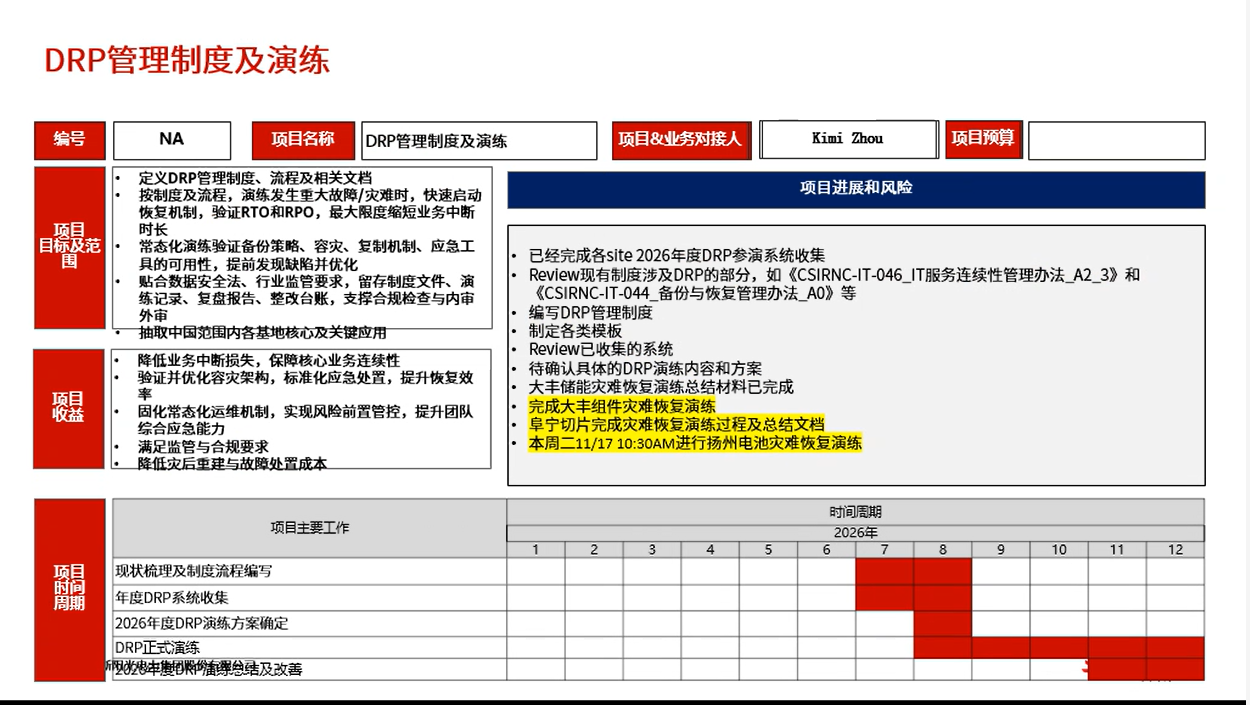 DRP管理制度及演练
编号
NA
项目名称
DRP管理制度及演练
项目&业务对接人
Kimi Zhou
项目预算
项目
目标及范
围
• 定义DRP管理制度、流程及相关文档
• 按制度及流程，演练发生重大故障/灾难时，快速启动
恢复机制，验证RTO和RPO，最大限度缩短业务中断
时长
• 常态化演练验证备份策略、容灾、复制机制、应急工
具的可用性，提前发现缺陷并优化
• 贴合数据安全法、行业监管要求，留存制度文件、演
练记录、复盘报告、整改台账，支撑合规检查与内审
外审
• 抽取中国范围内各基地核心及关键应用
项目
收益
• 降低业务中断损失，保障核心业务连续性
• 验证并优化容灾架构，标准化应急处置，提升恢复效
率
• 固化常态化运维机制，实现风险前置管控，提升团队
综合应急能力
• 满足监管与合规要求
• 降低灾后重建与故障处置成本
项目进展和风险
• 已经完成各site 2026年度DRP参演系统收集
• Review现有制度涉及DRP的部分，如《CSIRNC-IT-046_IT服务连续性管理办法_A2_3》和
《CSIRNC-IT-044_备份与恢复管理办法_A0》等
• 编写DRP管理制度
• 制定各类模板
• Review已收集的系统
• 待确认具体的DRP演练内容和方案
• 大丰储能灾难恢复演练总结材料已完成
• 完成大丰组件灾难恢复演练
• 阜宁切片完成灾难恢复演练过程及总结文档
• 本周二11/17 10:30AM进行扬州电池灾难恢复演练
项目
时间
周期
项目主要工作
时间周期
2026年
1 2 3 4 5 6 7 8 9 10 11 12
现状梳理及制度流程编写
年度DRP系统收集
2026年度DRP演练方案确定
DRP正式演练
2026年度DRP演练总结及改善